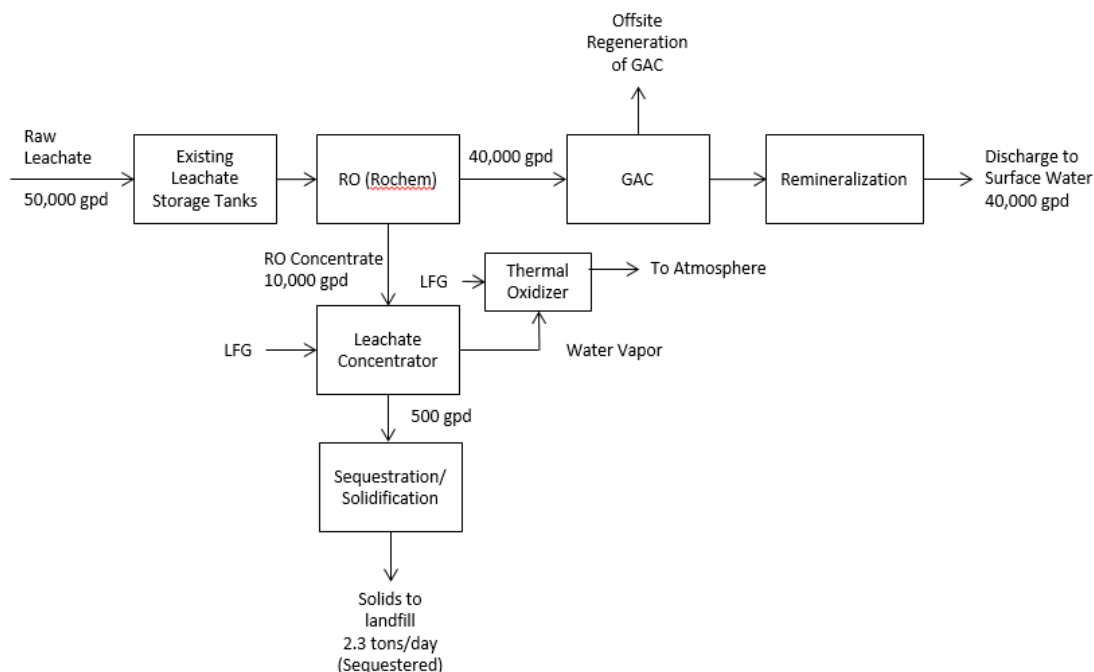 Offsite
Regeneration
of GAC
Raw
Leachate
50,000 gpd
Existing
Leachate
Storage Tanks
RO (Rochem)
40,000 gpd
GAC
Remineralization
Discharge to
Surface Water
40,000 gpd
RO Concentrate
10,000 gpd
LFG
Thermal
Oxidizer
To Atmosphere
LFG
Leachate
Concentrator
Water Vapor
500 gpd
Sequestration/
Solidification
Solids to
landfill
2.3 tons/day
(Sequestered)